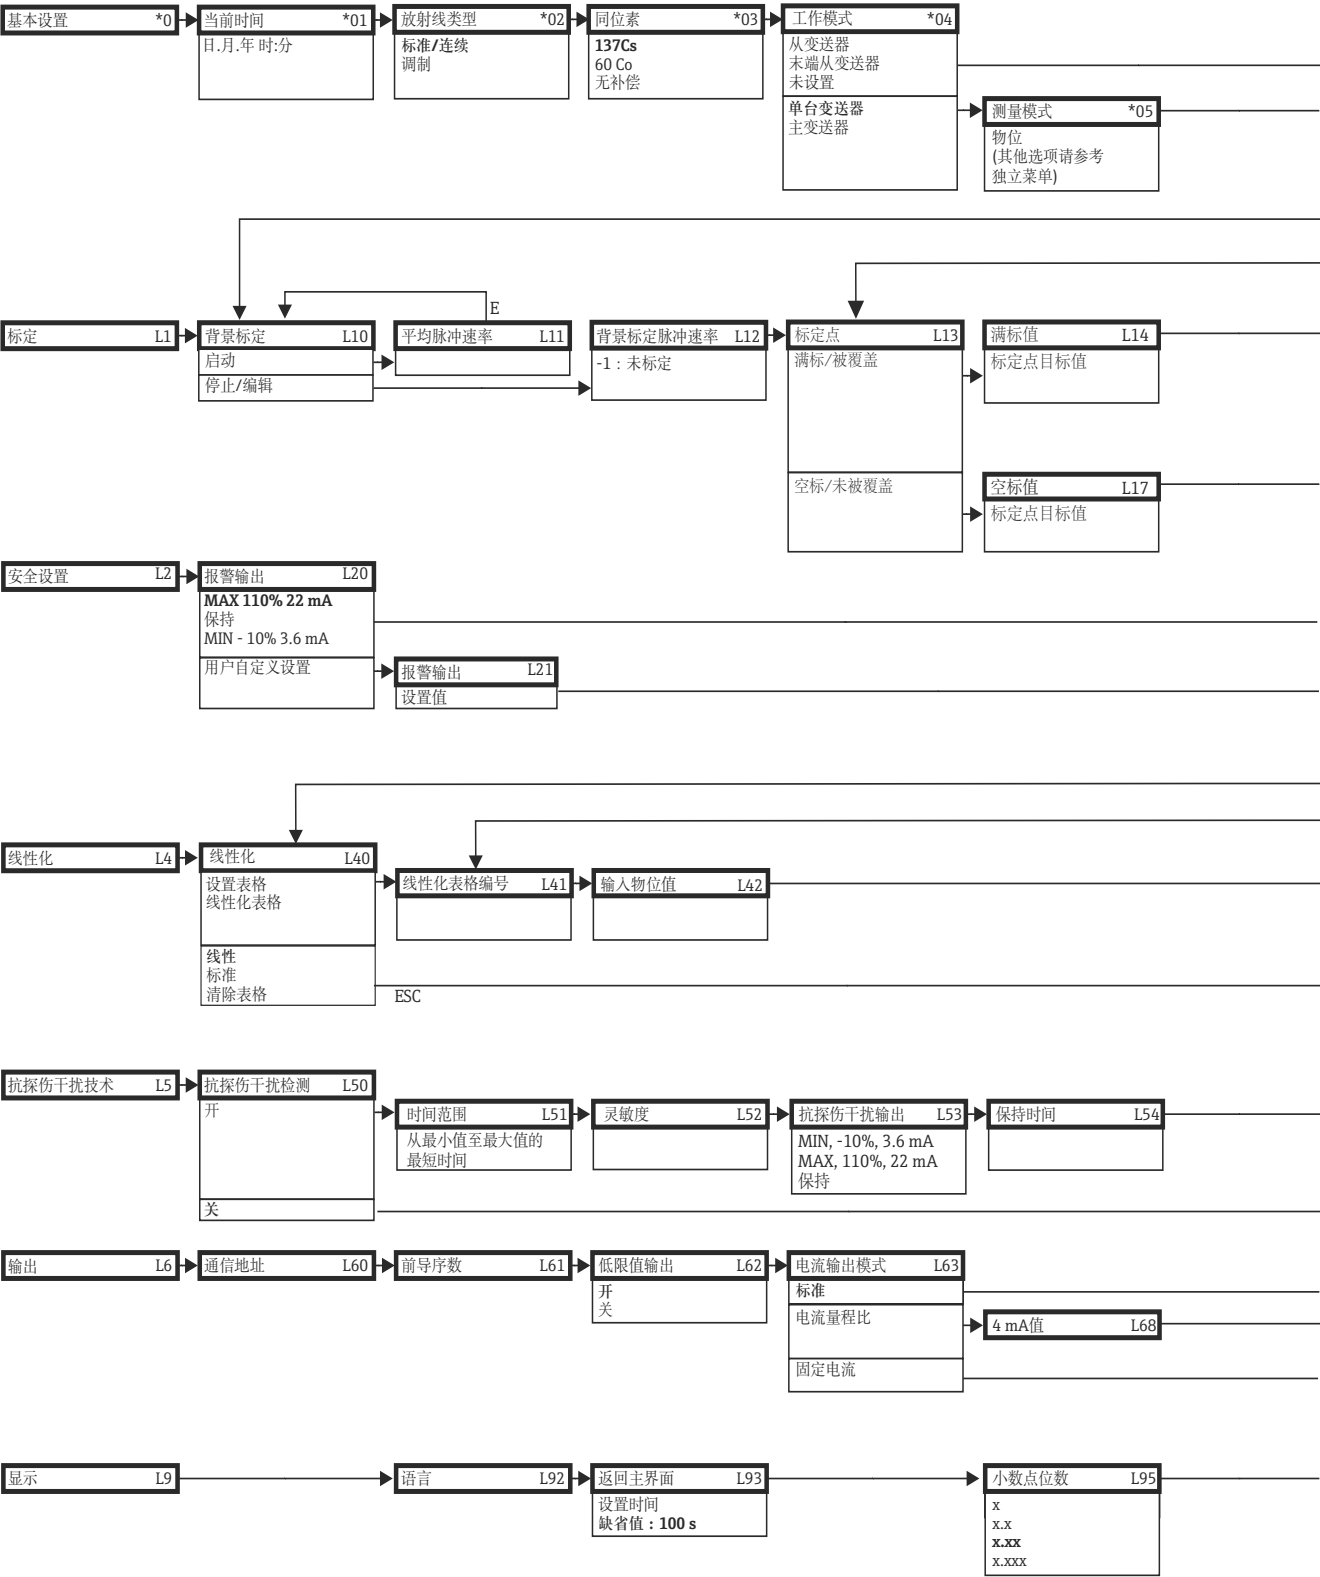 基本设置 *0
当前时间 *01
日.月.年 时:分
放射线类型 *02
标准/连续
调制
同位素 *03
137Cs
60 Co
无补偿
工作模式 *04
从变送器
末端从变送器
未设置
单台变送器
主变送器
测量模式 *05
物位
(其他选项请参考
独立菜单)
标定 L1
背景标定 L10
启动
停止/编辑
E
平均脉冲速率 L11
背景标定脉冲速率 L12
-1：未标定
标定点 L13
满标/被覆盖
空标/未被覆盖
满标值 L14
标定点目标值
空标值 L17
标定点目标值
安全设置 L2
报警输出 L20
MAX 110% 22 mA
保持
MIN - 10% 3.6 mA
用户自定义设置
报警输出 L21
设置值
线性化 L4
线性化 L40
设置表格
线性化表格
线性
标准
清除表格
ESC
线性化表格编号 L41
输入物位值 L42
抗探伤干扰技术 L5
抗探伤干扰检测 L50
开
关
时间范围 L51
从最小值至最大值的
最短时间
灵敏度 L52
抗探伤干扰输出 L53
MIN, -10%, 3.6 mA
MAX, 110%, 22 mA
保持
保持时间 L54
输出 L6
通信地址 L60
前导序数 L61
低限值输出 L62
开
关
电流输出模式 L63
标准
电流量程比
固定电流
4 mA值 L68
显示 L9
语言 L92
返回主界面 L93
设置时间
缺省值：100 s
小数点位数 L95
x
x.x
x.xx
x.xxx